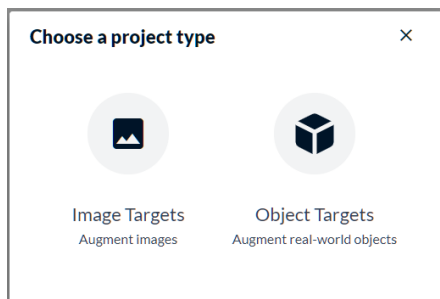 Choose a project type
Image Targets
Augment images
Object Targets
Augment real-world objects